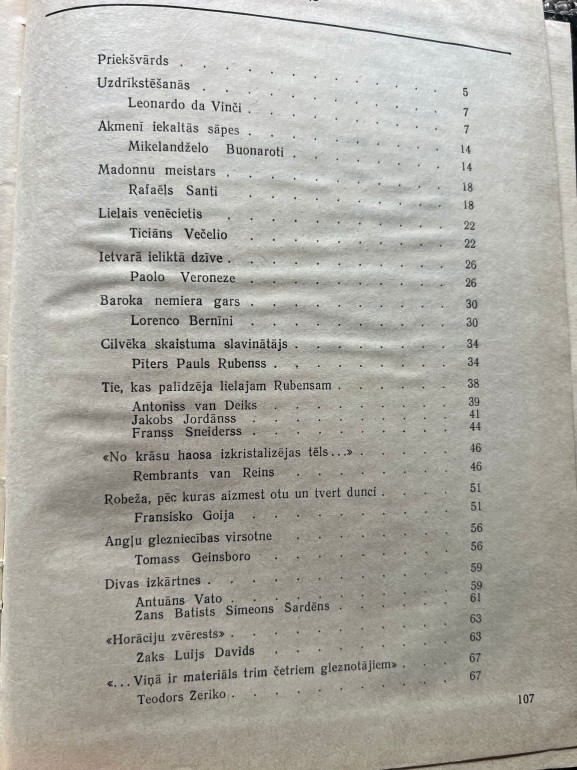 Priekšvārds . . . . . . . . . . 5
Uzdrīkstēšanās . . . . . . . . . . 7
Leonardo da Vinči . . . . . . . . . 7
Akmenī iekaltās sāpes . . . . . . . . . 14
Mikelandželo Buonaroti . . . . . . . 14
Madonnu meistars . . . . . . . . . 18
Rafaēls Santi . . . . . . . . . 18
Lielais venēcietis . . . . . . . . . 22
Ticiāns Večelio . . . . . . . . . 22
Ietvarā ieliktā dzīve . . . . . . . . . 26
Paolo Veroneze . . . . . . . . . 26
Baroka nemiera gars . . . . . . . . . 30
Lorenco Bernīni . . . . . . . . . 30
Cilvēka skaistuma slavinātājs . . . . . . . 34
Pīters Pauls Rubenss . . . . . . . . 34
Tie, kas palīdzēja lielajam Rubensam . . . . . 38
Antoniss van Deiks . . . . . . . . 39
Jakobs Jordānss . . . . . . . . 41
Franss Sneiderss . . . . . . . . 44
«No krāsu haosa izkristalizējas tēls...» . . . . . 46
Rembrants van Reins . . . . . . . 46
Robeža, pēc kuras aizmest otu un tvert dunci . . . . 51
Fransisko Goija . . . . . . . . . 51
Angļu glezniecības virsotne . . . . . . . 56
Tomass Geinsboro . . . . . . . . 56
Divas izkārtnes . . . . . . . . . . 59
Antuāns Vato . . . . . . . . . 59
Žans Batists Simeons Šardēns . . . . . 61
«Horāciju zvērests» . . . . . . . . . 63
Žaks Luijs Davids . . . . . . . . 63
«...Viņā ir materiāls trim četriem gleznotājiem» . . . 67
Teodors Žeriko . . . . . . . . . 67
107